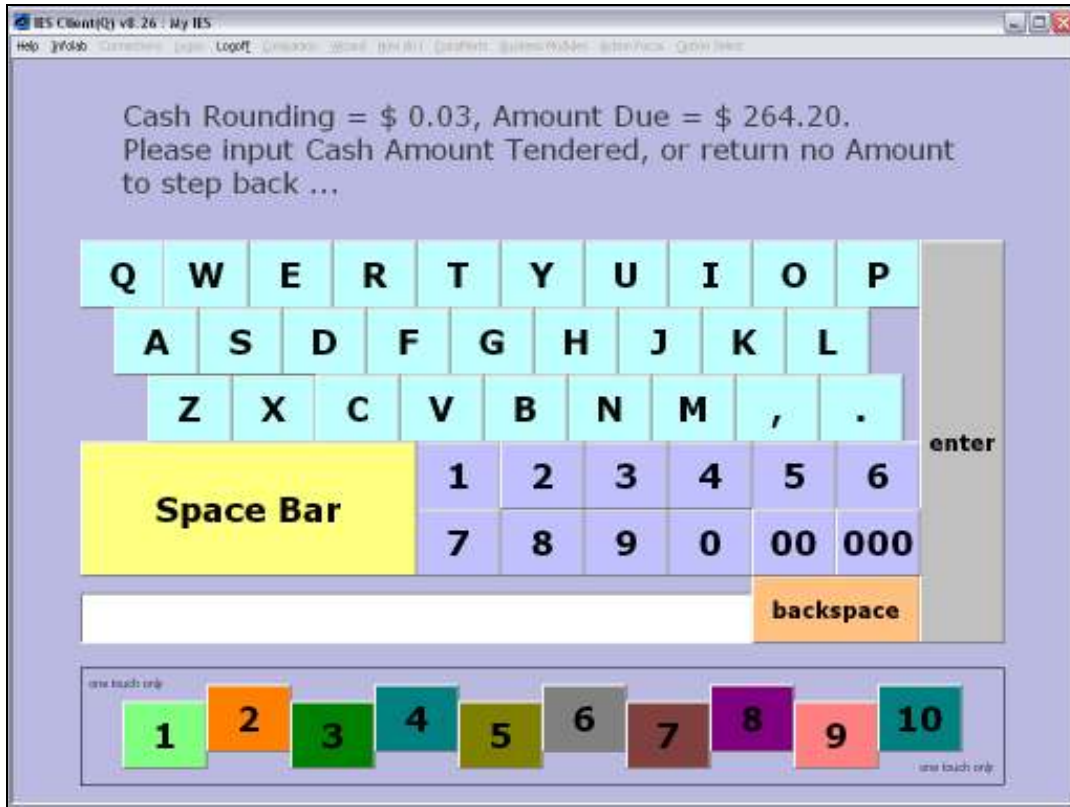 IES Client(Q) v8.26 : My IES
Help Infolab Logoff
Cash Rounding = $ 0.03, Amount Due = $ 264.20.
Please input Cash Amount Tendered, or return no Amount
to step back ...
Q W E R T Y U I O P
A S D F G H J K L
Z X C V B N M , .
enter
1 2 3 4 5 6
Space Bar
7 8 9 0 00 000
backspace
one touch only
1 2 3 4 5 6 7 8 9 10
one touch only